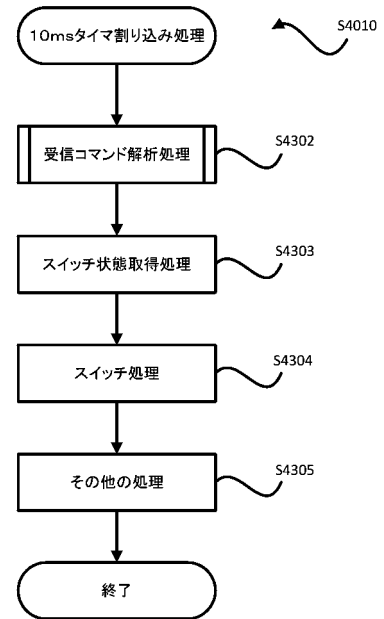 10msタイマ割り込み処理
S4010
受信コマンド解析処理
S4302
スイッチ状態取得処理
S4303
スイッチ処理
S4304
その他の処理
S4305
終了